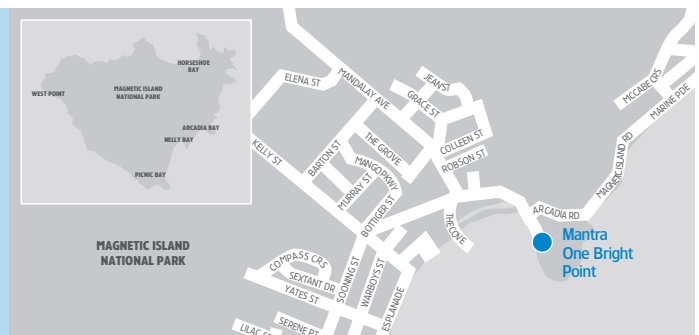 HORSESHOE
BAY
WEST POINT
MAGNETIC ISLAND
NATIONAL PARK
ARCADIA BAY
NELLY BAY
PICNIC BAY
MAGNETIC ISLAND
NATIONAL PARK
ELENA ST
MANDALAY AVE
JEAN ST
GRACE ST
MCCABE CRS
MARINE PDE
KELLY ST
BARTON ST
THE GROVE
MANGO PKWY
MURRAY ST
COLLEEN ST
ROBSON ST
BOTTIGER ST
THE COVE
ARCADIA RD
MAGNETIC ISLAND RD
Mantra
One Bright
Point
COMPASS CRS
SEXTANT DR
YATES ST
SOONING ST
WARBOYS ST
ESPLANADE
LILAC ST
SERENE PT